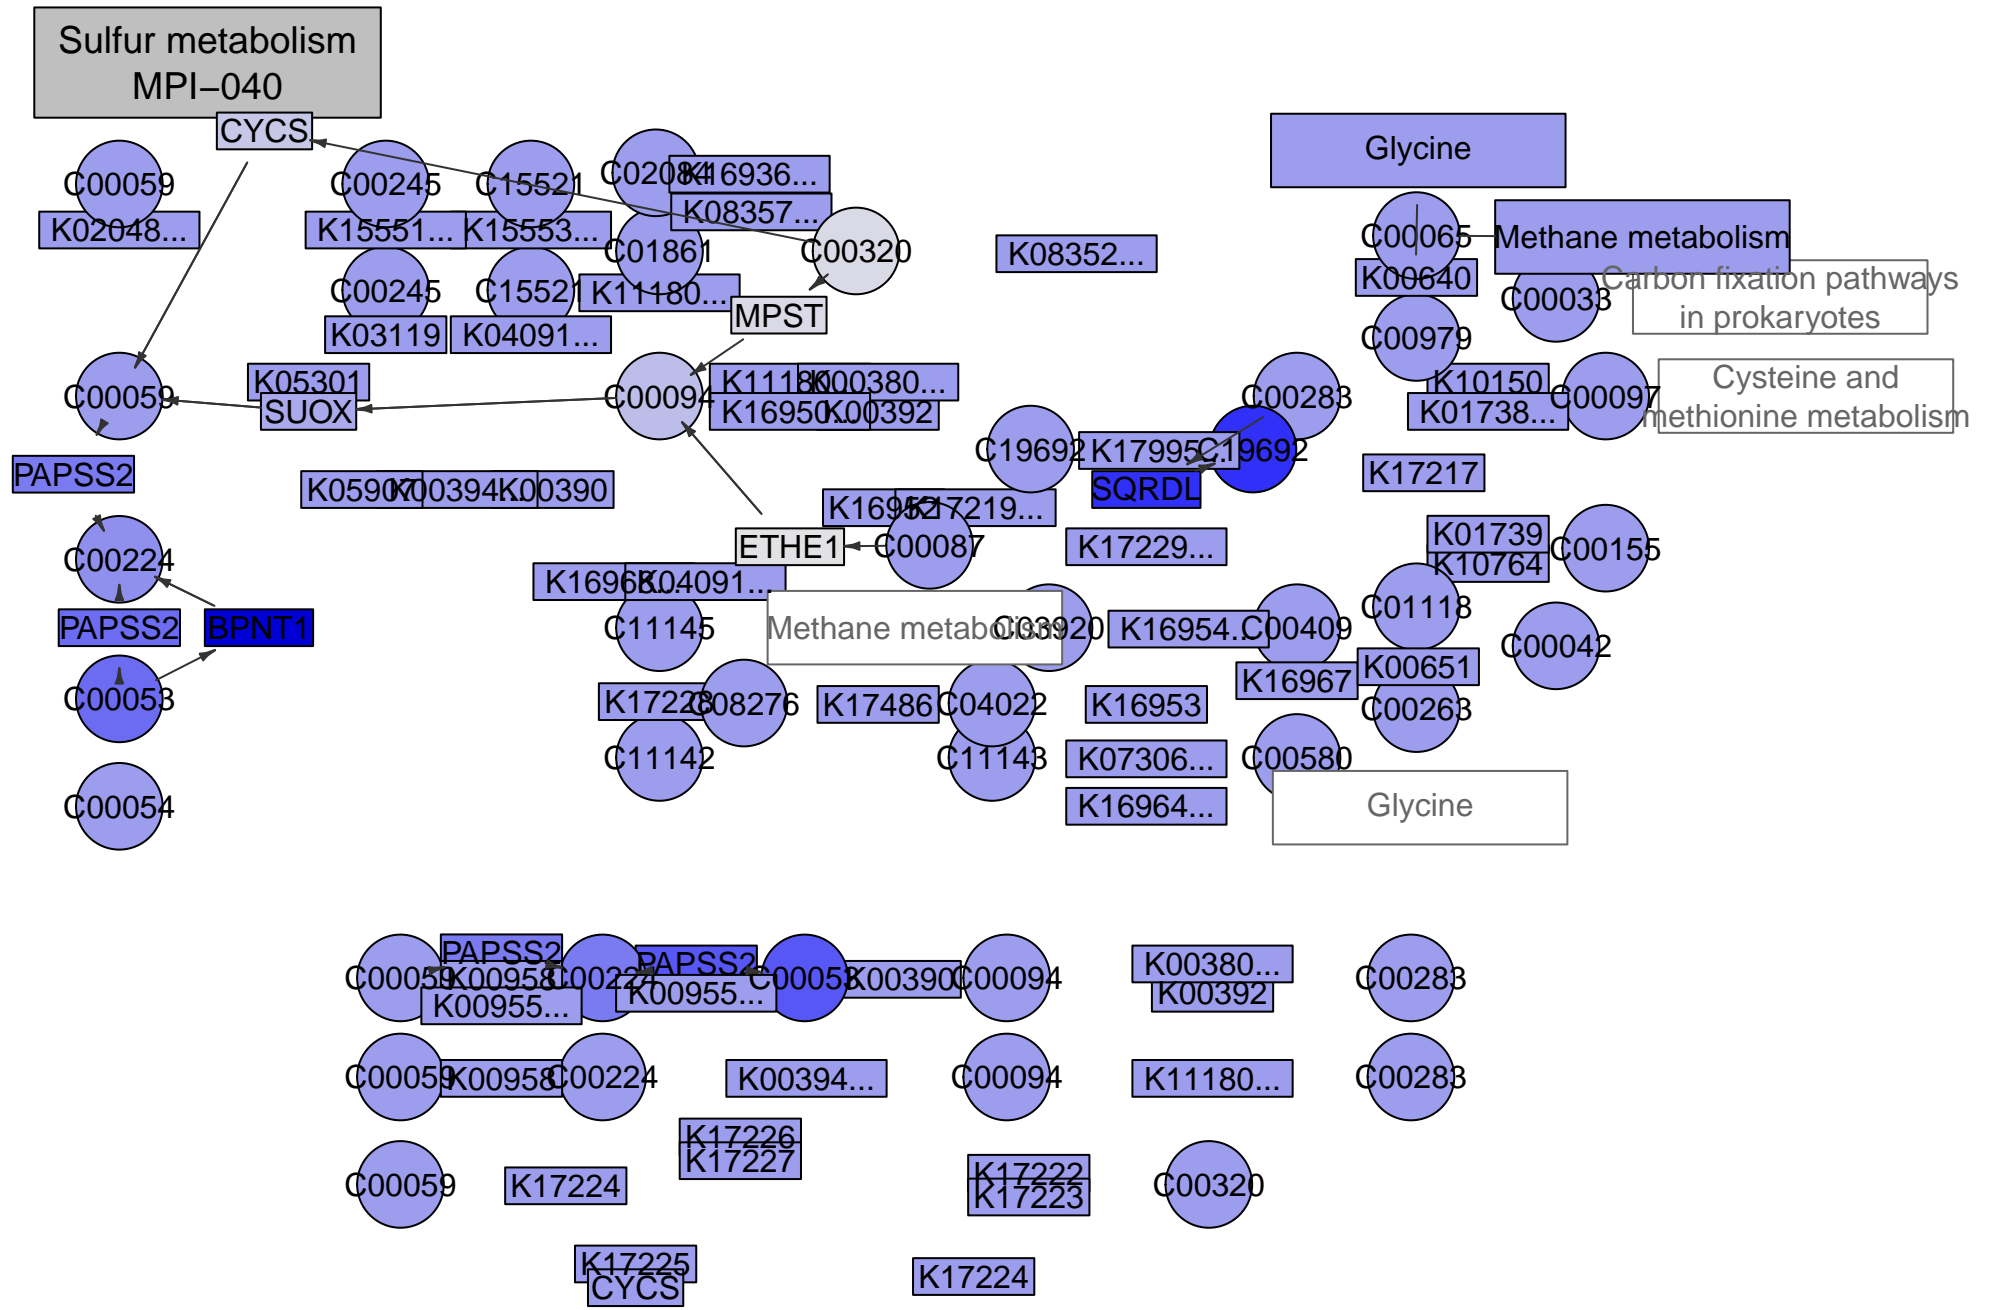 Sulfur metabolism
MPI−040
CYCS
C00059
C00245
C15521
C02084
K16936...
Glycine
K02048...
K15551...
K15553...
K08357...
C01861
C00320
K08352...
C00065
Methane metabolism
K00640
Carbon fixation pathways
in prokaryotes
C00033
C00245
C15521
K11180...
MPST
K03119
K04091...
C00979
C00059
K05301
SUOX
C00094
K11180...
K00380...
K16950...
K00392
C00283
K10150
K01738...
C00097
Cysteine and
methionine metabolism
C19692
K17995...
C19692
PAPSS2
K05907
K00394...
K00390
SQRDL
K17217
K16952
K17219...
C00224
ETHE1
C00087
K17229...
K01739
K10764
C00155
K16968...
K04091...
PAPSS2
BPNT1
C11145
Methane metabolism
C03920
K16954...
C00409
C01118
C00042
K00651
K16967
C00053
K17228
C08276
K17486
C04022
K16953
C00263
C11142
C11143
K07306...
C00580
C00054
K16964...
Glycine
C00059
PAPSS2
K00958
K00955...
C00224
PAPSS2
K00955...
C00053
K00390
C00094
K00380...
K00392
C00283
C00059
K00958
C00224
K00394...
C00094
K11180...
C00283
K17226
K17227
C00059
K17224
K17222
K17223
C00320
K17225
CYCS
K17224